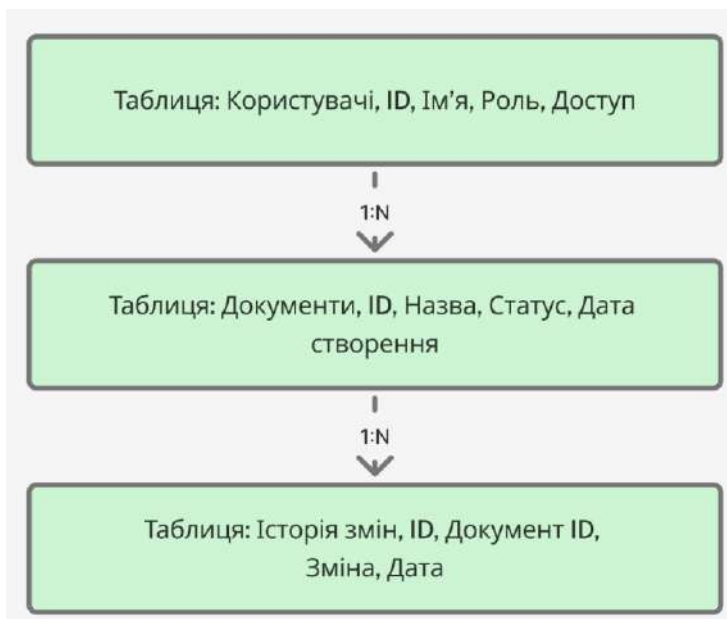 Таблиця: Користувачі, ID, Ім’я, Роль, Доступ
1:N
Таблиця: Документи, ID, Назва, Статус, Дата
створення
1:N
Таблиця: Історія змін, ID, Документ ID,
Зміна, Дата